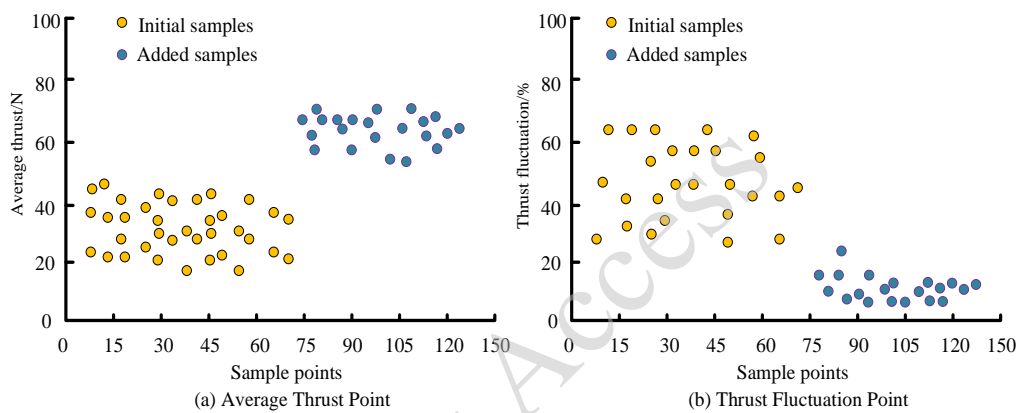 100
80
60
40
20
0
Average thrust/N
Initial samples
Added samples
0 15 30 45 60 75 90 105 120 135 150
Sample points
(a) Average Thrust Point
100
80
60
40
20
0
Thrust fluctuation/%
Initial samples
Added samples
0 15 30 45 60 75 90 105 120 135 150
Sample points
(b) Thrust Fluctuation Point
Access